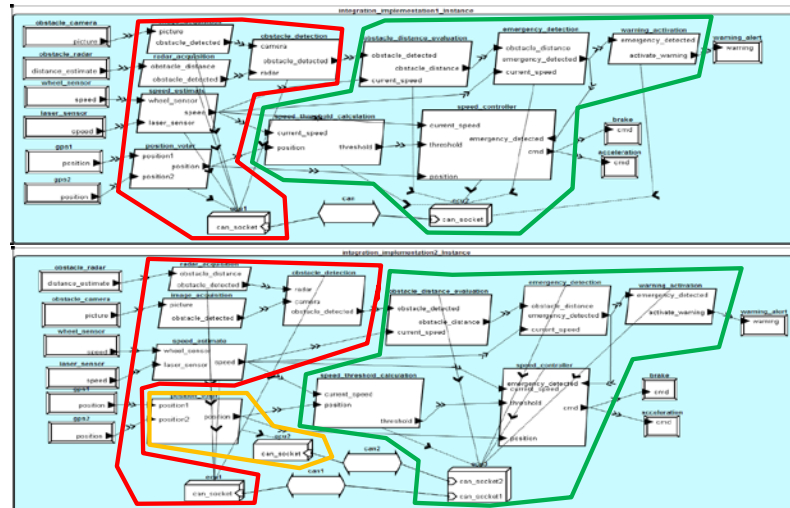 integration_implementation1_Instance
obstacle_camera
picture
obstacle_radar
distance_estimate
wheel_sensor
speed
laser_sensor
speed
gps1
position
gps2
position
picture
obstacle_detected
radar_acquisition
obstacle_distance
obstacle_detected
speed_estimate
wheel_sensor
speed
laser_sensor
position_voter
position1
position
position2
obstacle_detection
camera
obstacle_detected
radar
obstacle_distance_evaluation
obstacle_detected
obstacle_distance
current_speed
emergency_detection
obstacle_distance
emergency_detected
current_speed
warning_activation
emergency_detected
activate_warning
warning_alert
warning
speed_threshold_calculation
current_speed
position
threshold
speed_controller
current_speed
emergency_detected
threshold
cmd
position
brake
cmd
acceleration
cmd
can_socket
can
can_socket
integration_implementation2_Instance
obstacle_radar
distance_estimate
obstacle_camera
picture
wheel_sensor
speed
laser_sensor
speed
position
position
radar_acquisition
obstacle_distance
obstacle_detected
image_acquisition
picture
obstacle_detected
speed_estimate
wheel_sensor
speed
laser_sensor
position1
position
position2
obstacle_detection
radar
camera
obstacle_detected
obstacle_distance_evaluation
obstacle_detected
obstacle_distance
current_speed
emergency_detection
obstacle_distance
emergency_detected
current_speed
warning_activation
emergency_detected
activate_warning
warning_alert
warning
speed_threshold_calculation
current_speed
position
threshold
speed_controller
emergency_detected
current_speed
threshold
cmd
position
brake
cmd
acceleration
cmd
can_socket
can2
can1
can_socket
can_socket2
can_socket1